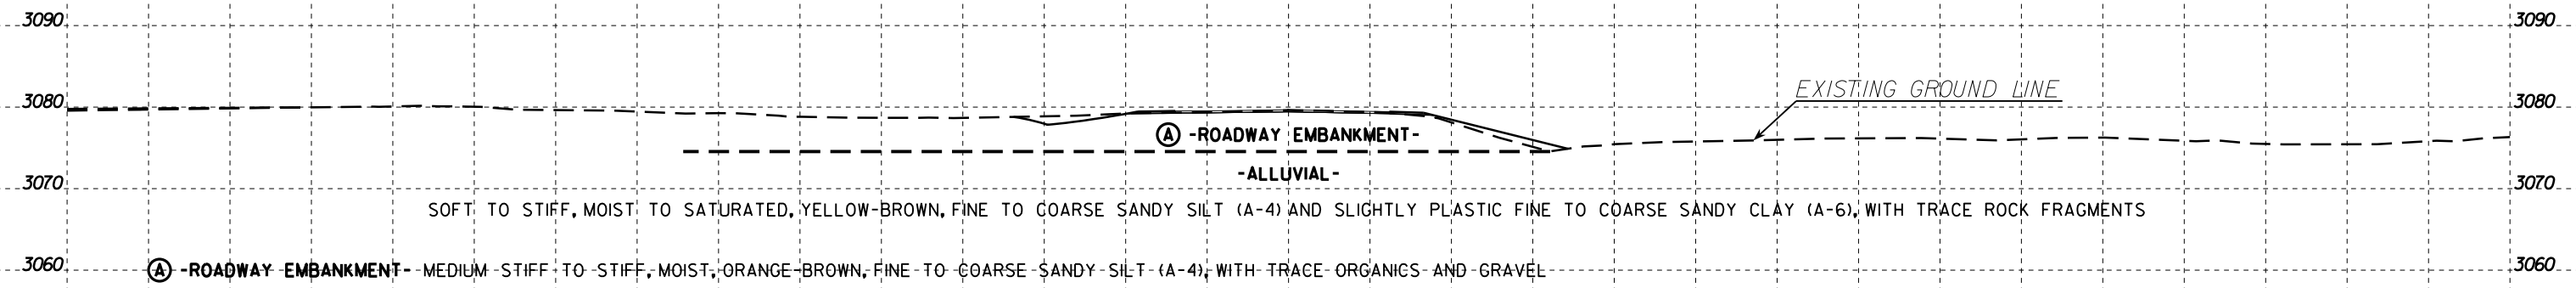 3090 3090
3080 EXISTING GROUND LINE 3080
Ⓐ -ROADWAY EMBANKMENT-
-ALLUVIAL-
3070 3070
SOFT TO STIFF, MOIST TO SATURATED, YELLOW-BROWN, FINE TO COARSE SANDY SILT (A-4) AND SLIGHTLY PLASTIC FINE TO COARSE SANDY CLAY (A-6), WITH TRACE ROCK FRAGMENTS
3060 Ⓐ -ROADWAY EMBANKMENT- MEDIUM STIFF TO STIFF, MOIST, ORANGE-BROWN, FINE TO COARSE SANDY SILT (A-4), WITH TRACE ORGANICS AND GRAVEL 3060